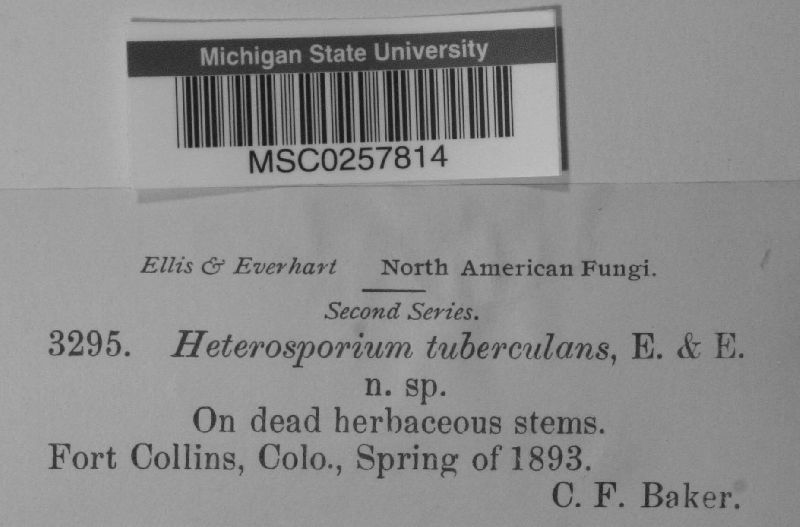 Michigan State University
MSC0257814
Ellis & Everhart North American Fungi.
Second Series.
3295. Heterosporium tuberculans, E. & E.
n. sp.
On dead herbaceous stems.
Fort Collins, Colo., Spring of 1893.
C. F. Baker.